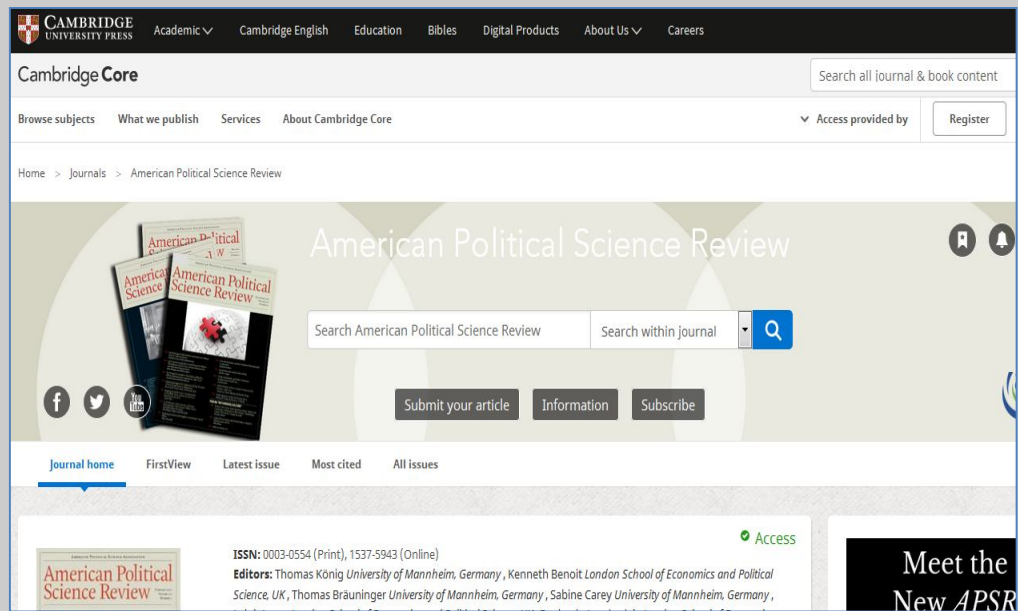 CAMBRIDGE
UNIVERSITY PRESS
Academic Cambridge English Education Bibles Digital Products About Us Careers
Cambridge Core
Search all journal & book content
Browse subjects What we publish Services About Cambridge Core
Access provided by Register
Home > Journals > American Political Science Review
American Political Science Review
American Political Science Review
Search American Political Science Review Search within journal
You Tube
Submit your article Information Subscribe
Journal home FirstView Latest issue Most cited All issues
Access
ISSN: 0003-0554 (Print), 1537-5943 (Online)
Editors: Thomas König University of Mannheim, Germany , Kenneth Benoit London School of Economics and Political
Science, UK , Thomas Bräuninger University of Mannheim, Germany , Sabine Carey University of Mannheim, Germany ,
American Political
Science Review
Meet the
New APSR